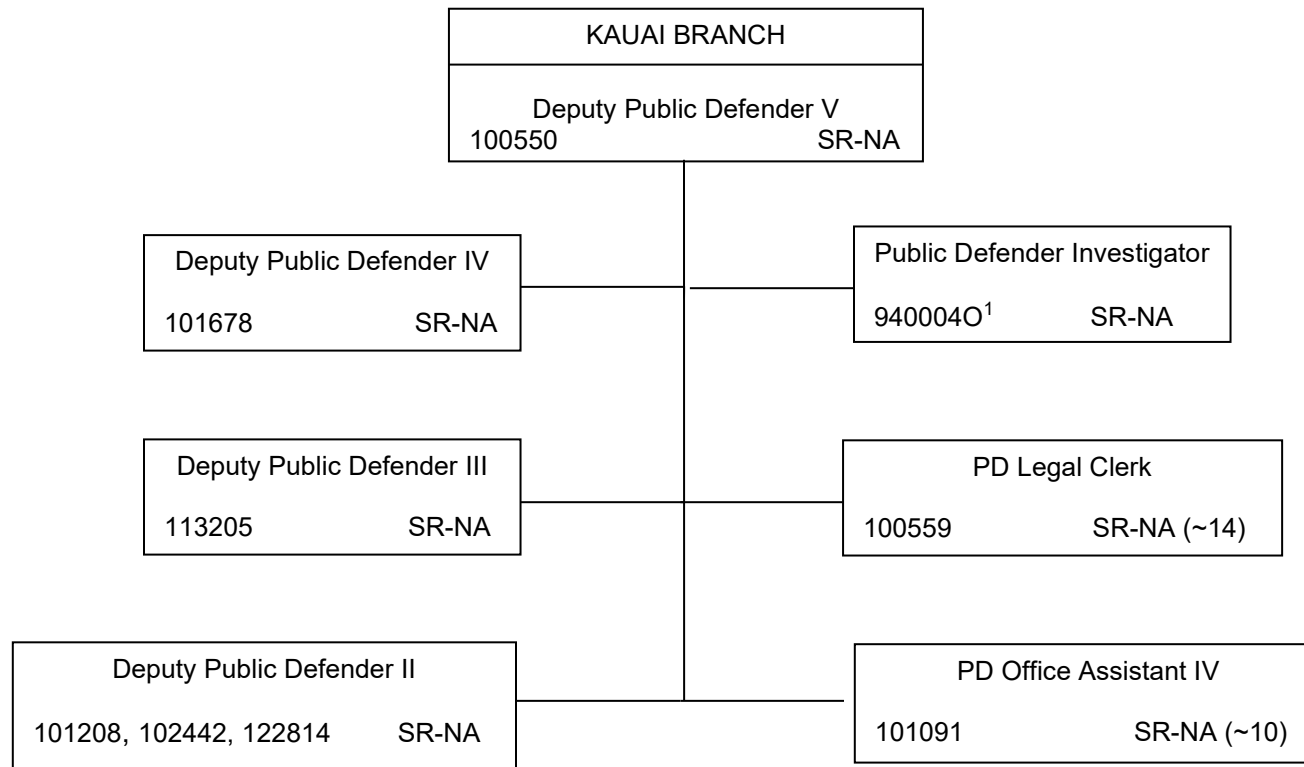 KAUAI BRANCH
Deputy Public Defender V
100550 SR-NA
Deputy Public Defender IV
101678 SR-NA
Public Defender Investigator
940004O¹ SR-NA
Deputy Public Defender III
113205 SR-NA
PD Legal Clerk
100559 SR-NA (~14)
Deputy Public Defender II
101208, 102442, 122814 SR-NA
PD Office Assistant IV
101091 SR-NA (~10)